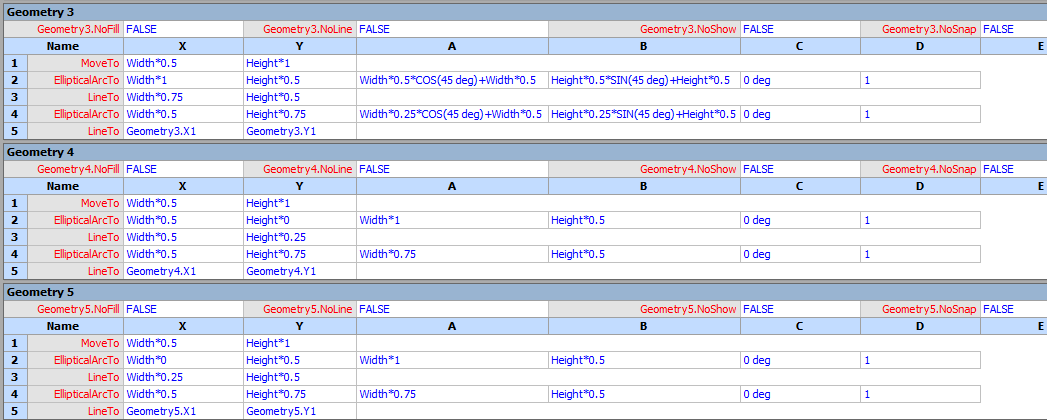 Geometry 3
Geometry3.NoFill FALSE Geometry3.NoLine FALSE Geometry3.NoShow FALSE Geometry3.NoSnap FALSE
Name X Y A B C D E
1 MoveTo Width*0.5 Height*1
2 EllipticalArcTo Width*1 Height*0.5 Width*0.5*COS(45 deg)+Width*0.5 Height*0.5*SIN(45 deg)+Height*0.5 0 deg 1
3 LineTo Width*0.75 Height*0.5
4 EllipticalArcTo Width*0.5 Height*0.75 Width*0.25*COS(45 deg)+Width*0.5 Height*0.25*SIN(45 deg)+Height*0.5 0 deg 1
5 LineTo Geometry3.X1 Geometry3.Y1
Geometry 4
Geometry4.NoFill FALSE Geometry4.NoLine FALSE Geometry4.NoShow FALSE Geometry4.NoSnap FALSE
Name X Y A B C D E
1 MoveTo Width*0.5 Height*1
2 EllipticalArcTo Width*0.5 Height*0 Width*1 Height*0.5 0 deg 1
3 LineTo Width*0.5 Height*0.25
4 EllipticalArcTo Width*0.5 Height*0.75 Width*0.75 Height*0.5 0 deg 1
5 LineTo Geometry4.X1 Geometry4.Y1
Geometry 5
Geometry5.NoFill FALSE Geometry5.NoLine FALSE Geometry5.NoShow FALSE Geometry5.NoSnap FALSE
Name X Y A B C D E
1 MoveTo Width*0.5 Height*1
2 EllipticalArcTo Width*0 Height*0.5 Width*1 Height*0.5 0 deg 1
3 LineTo Width*0.25 Height*0.5
4 EllipticalArcTo Width*0.5 Height*0.75 Width*0.75 Height*0.5 0 deg 1
5 LineTo Geometry5.X1 Geometry5.Y1